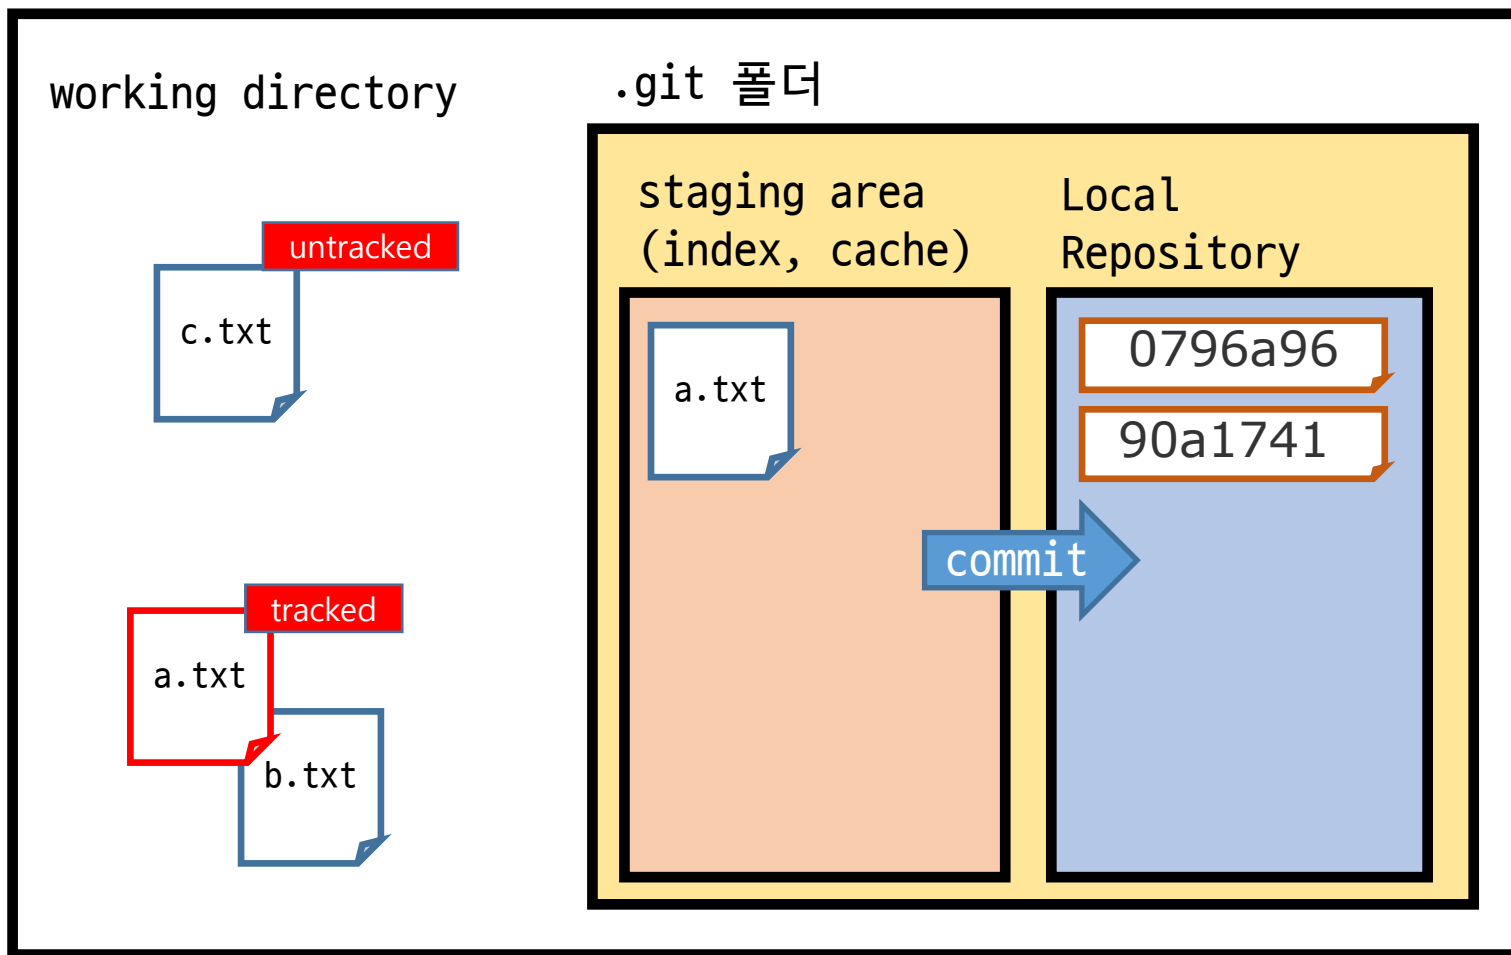 working directory
.git 폴더
untracked
c.txt
tracked
a.txt
b.txt
staging area
(index, cache)
a.txt
Local
Repository
0796a96
90a1741
commit